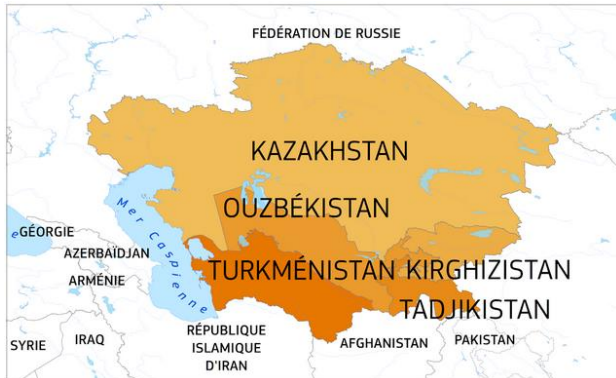 FÉDÉRATION DE RUSSIE
KAZAKHSTAN
OUZBÉKISTAN
Mer Caspienne
e
GÉORGIE
AZERBAÏDJAN
TURKMÉNISTAN
KIRGHIZISTAN
ARMÉNIE
TADJIKISTAN
SYRIE
IRAQ
RÉPUBLIQUE
ISLAMIQUE
D'IRAN
AFGHANISTAN
PAKISTAN